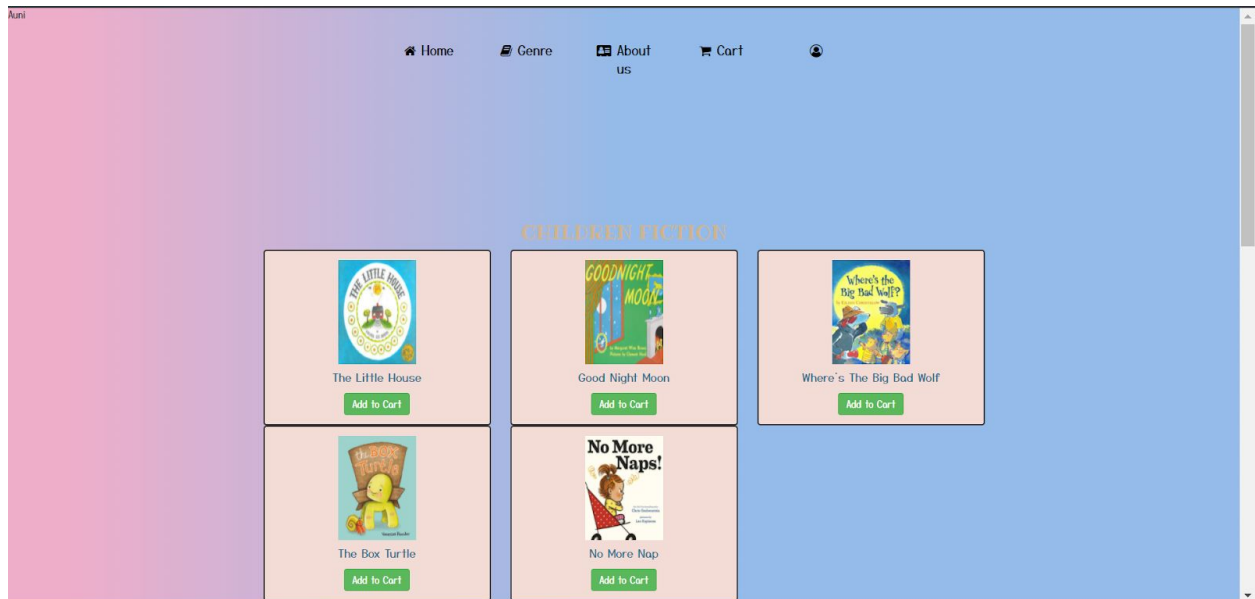 Auni
Home
Genre
About
us
Cart
CHILDREN FICTION
THE LITTLE HOUSE
The Little House
Add to Cart
GOODNIGHT
MOON
Good Night Moon
Add to Cart
Where's the
Big Bad Wolf?
Where's The Big Bad Wolf
Add to Cart
the BOX
Turtle
The Box Turtle
Add to Cart
No More
Naps!
No More Nap
Add to Cart